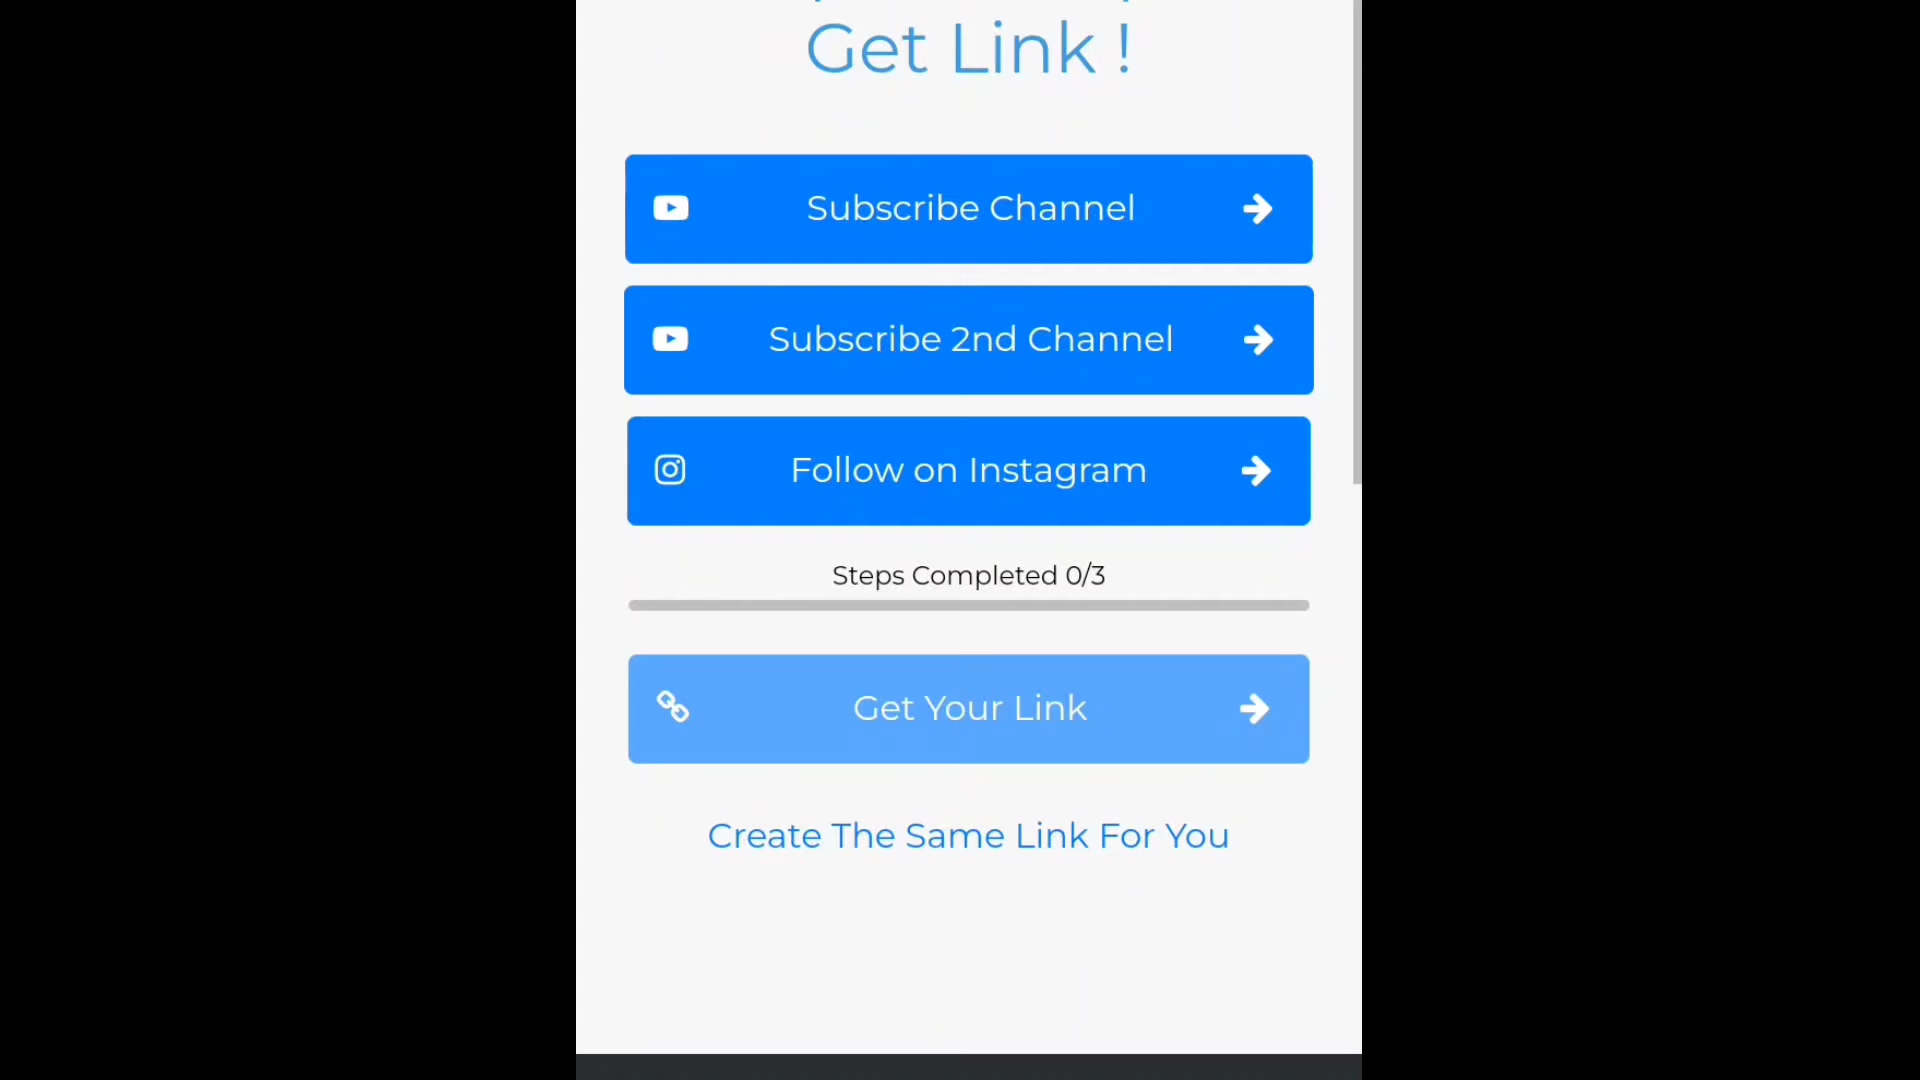 Get Link !
Subscribe Channel
Subscribe 2nd Channel
Follow on Instagram
Steps Completed 0/3
Get Your Link
Create The Same Link For You